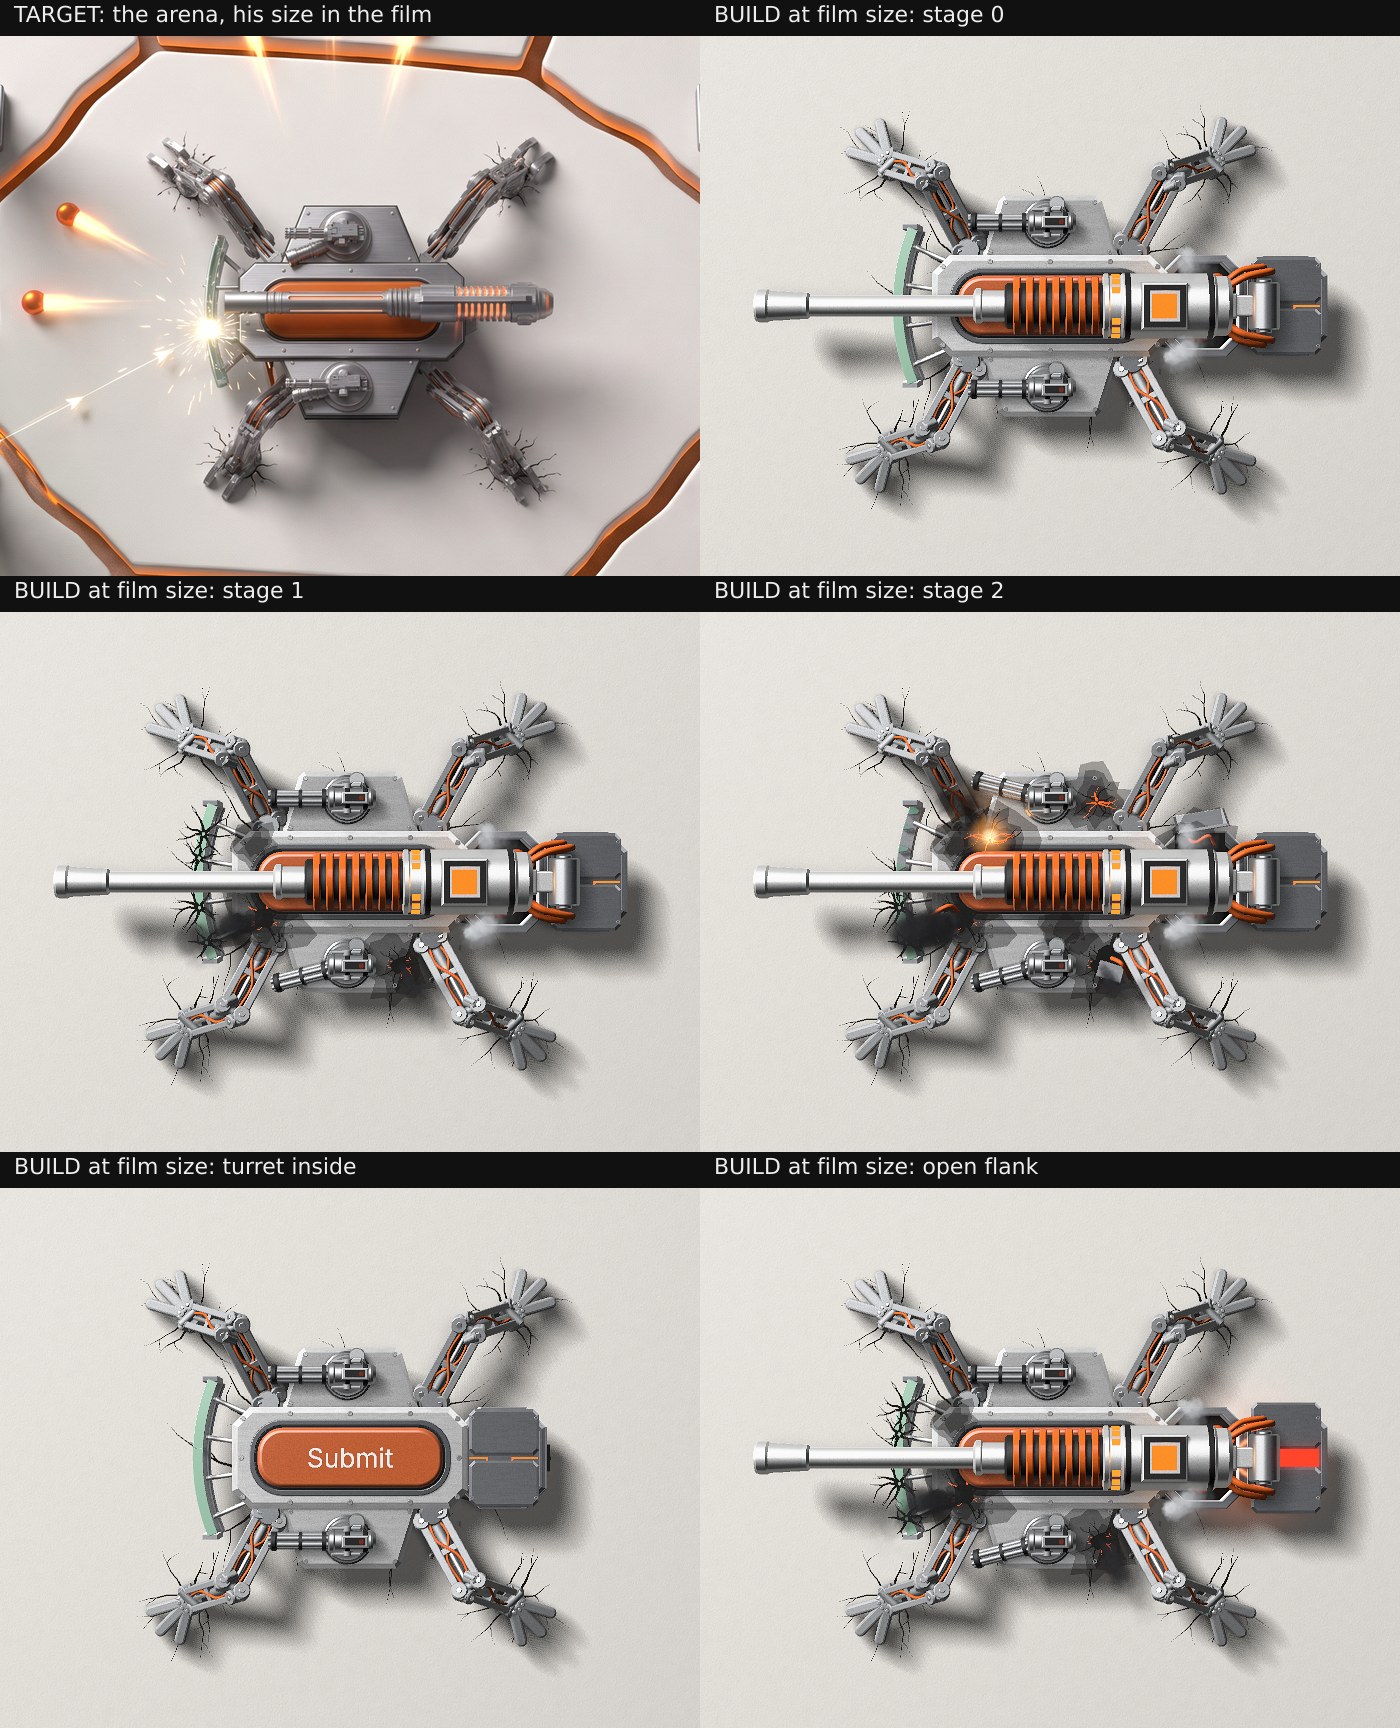 TARGET: the arena, his size in the film
BUILD at film size: stage 0
BUILD at film size: stage 1
BUILD at film size: stage 2
BUILD at film size: turret inside
BUILD at film size: open flank
Submit